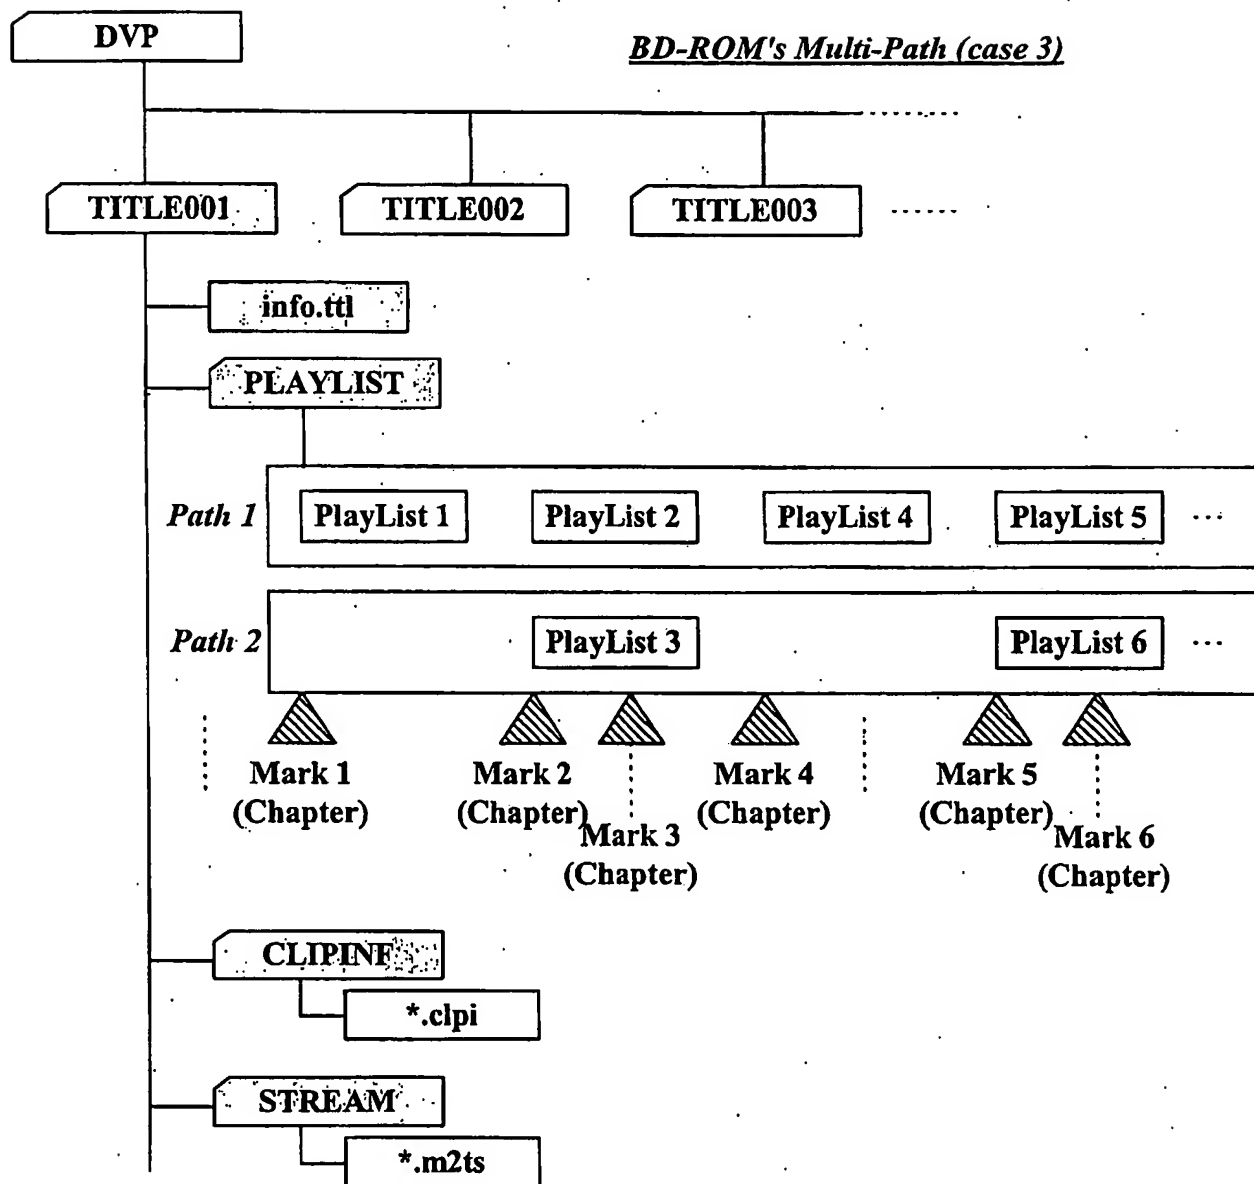 DVP
BD-ROM's Multi-Path (case 3)
TITLE001
TITLE002
TITLE003
info.ttl
PLAYLIST
Path 1
PlayList 1
PlayList 2
PlayList 4
PlayList 5
Path 2
PlayList 3
PlayList 6
Mark 1
(Chapter)
Mark 2
(Chapter)
Mark 3
(Chapter)
Mark 4
(Chapter)
Mark 5
(Chapter)
Mark 6
(Chapter)
CLIPINF
*.clpi
STREAM
*.m2ts